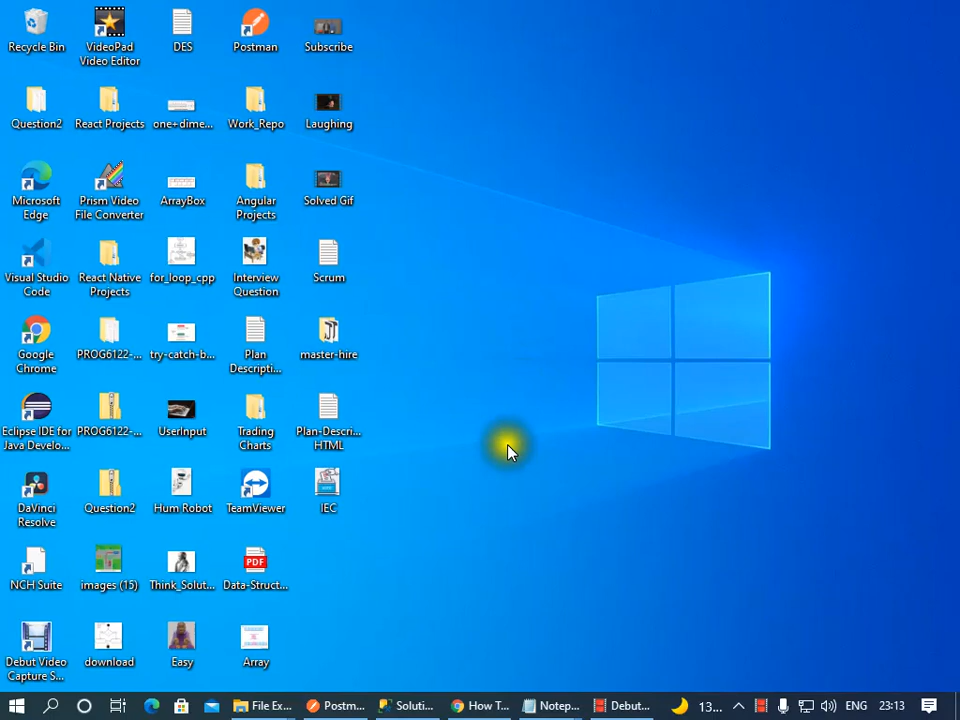 Recycle Bin
VideoPad
Video Editor
DES
Postman
Subscribe
Question2
React Projects
one+dime...
Work_Repo
Laughing
Microsoft
Edge
Prism Video
File Converter
ArrayBox
Angular
Projects
Solved Gif
Visual Studio
Code
React Native
Projects
for_loop_cpp
Interview
Question
Scrum
Google
Chrome
PROG6122-...
try-catch-b...
Plan
Descripti...
master-hire
Eclipse IDE for
Java Develo...
PROG6122-...
UserInput
Trading
Charts
Plan-Descri...
HTML
DaVinci
Resolve
Question2
Hum Robot
TeamViewer
IEC
NCH Suite
images (15)
Think_Solut...
PDF
Data-Struct...
Debut Video
Capture S...
download
Easy
Array
File Ex...
Postm...
Soluti...
How T...
Notep...
Debut...
13...
ENG
23:13